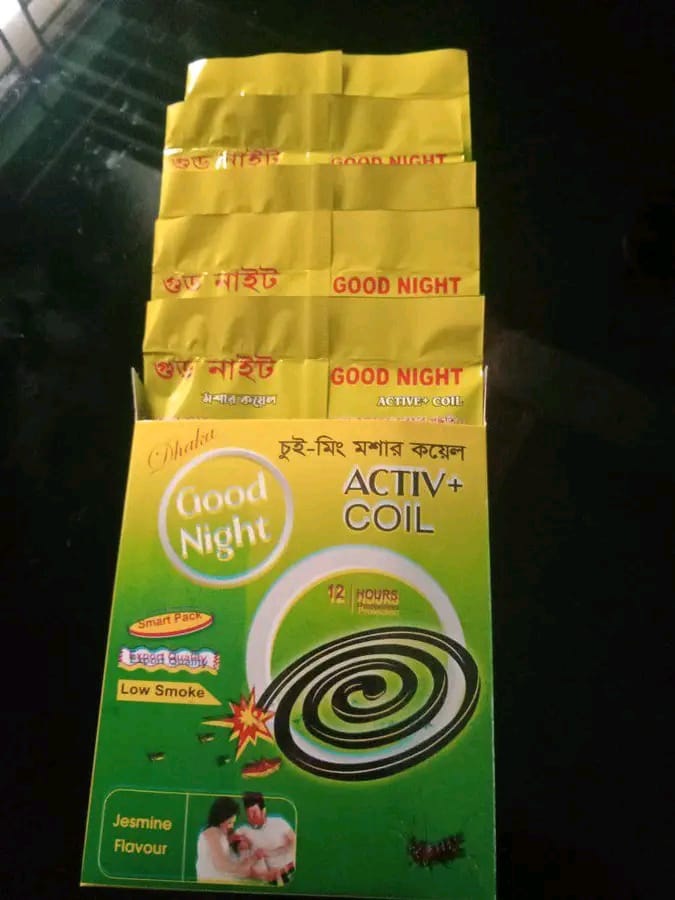 গুড নাইট GOOD NIGHT
গুড নাইট GOOD NIGHT
গুড নাইট GOOD NIGHT
মশার কয়েল ACTIVE+ COIL
Dhaka
চুই-মিং মশার কয়েল
Good
Night
ACTIV+
COIL
12 HOURS
Protection
Smart Pack
Export Quality
Low Smoke
Jesmine
Flavour